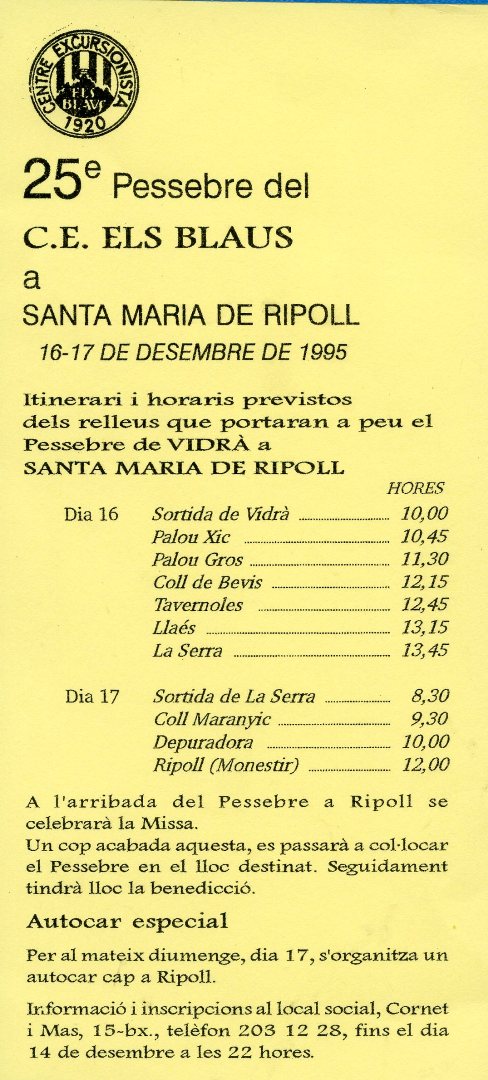 CENTRE EXCURSIONISTA
ELS
BLAUS
1920
25e Pessebre del
C.E. ELS BLAUS
a
SANTA MARIA DE RIPOLL
16-17 DE DESEMBRE DE 1995
Itinerari i horaris previstos
dels relleus que portaran a peu el
Pessebre de VIDRÀ a
SANTA MARIA DE RIPOLL
HORES
Dia 16 Sortida de Vidrà ........ 10,00
Palou Xic ........ 10,45
Palou Gros ........ 11,30
Coll de Bevis ........ 12,15
Tavernoles ........ 12,45
Llaés ........ 13,15
La Serra ........ 13,45
Dia 17 Sortida de La Serra ........ 8,30
Coll Maranyic ........ 9,30
Depuradora ........ 10,00
Ripoll (Monestir) ........ 12,00
A l'arribada del Pessebre a Ripoll se
celebrarà la Missa.
Un cop acabada aquesta, es passarà a col·locar
el Pessebre en el lloc destinat. Seguidament
tindrà lloc la benedicció.
Autocar especial
Per al mateix diumenge, dia 17, s'organitza un
autocar cap a Ripoll.
Informació i inscripcions al local social, Cornet
i Mas, 15-bx., telèfon 203 12 28, fins el dia
14 de desembre a les 22 hores.